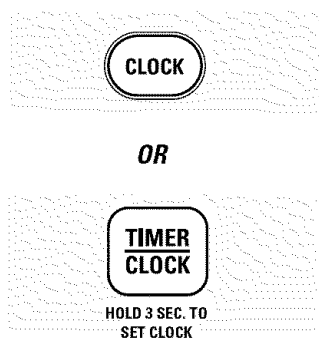 CLOCK
OR
TIMER
CLOCK
HOLD 3 SEC. TO
SET CLOCK